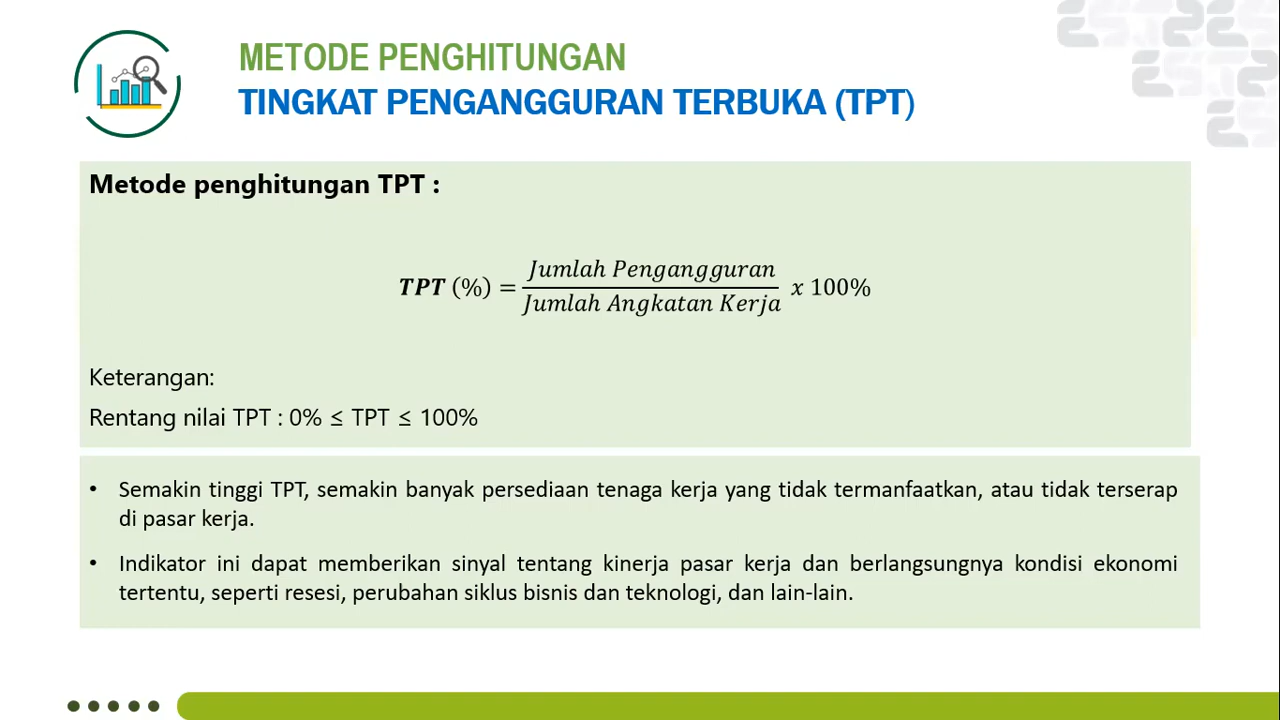 METODE PENGHITUNGAN
TINGKAT PENGANGGURAN TERBUKA (TPT)
Metode penghitungan TPT :
TPT (%) = Jumlah Pengangguran / Jumlah Angkatan Kerja x 100%
Keterangan:
Rentang nilai TPT : 0% ≤ TPT ≤ 100%
• Semakin tinggi TPT, semakin banyak persediaan tenaga kerja yang tidak termanfaatkan, atau tidak terserap
di pasar kerja.
• Indikator ini dapat memberikan sinyal tentang kinerja pasar kerja dan berlangsungnya kondisi ekonomi
tertentu, seperti resesi, perubahan siklus bisnis dan teknologi, dan lain-lain.